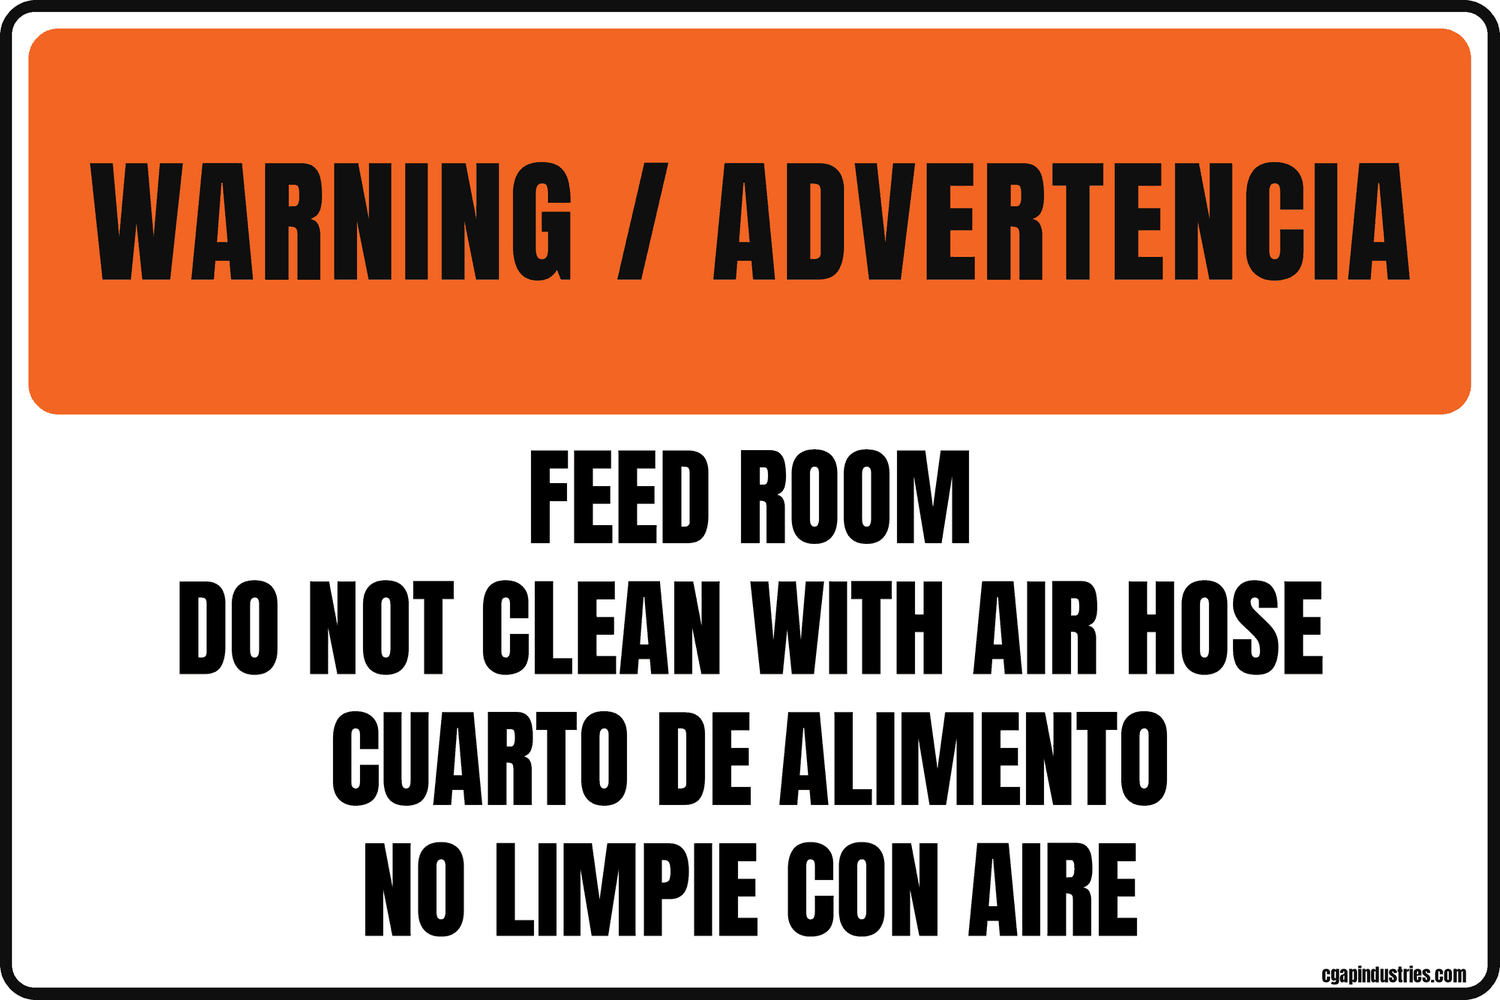 WARNING / ADVERTENCIA
FEED ROOM
DO NOT CLEAN WITH AIR HOSE
CUARTO DE ALIMENTO
NO LIMPIE CON AIRE
cgapindustries.com